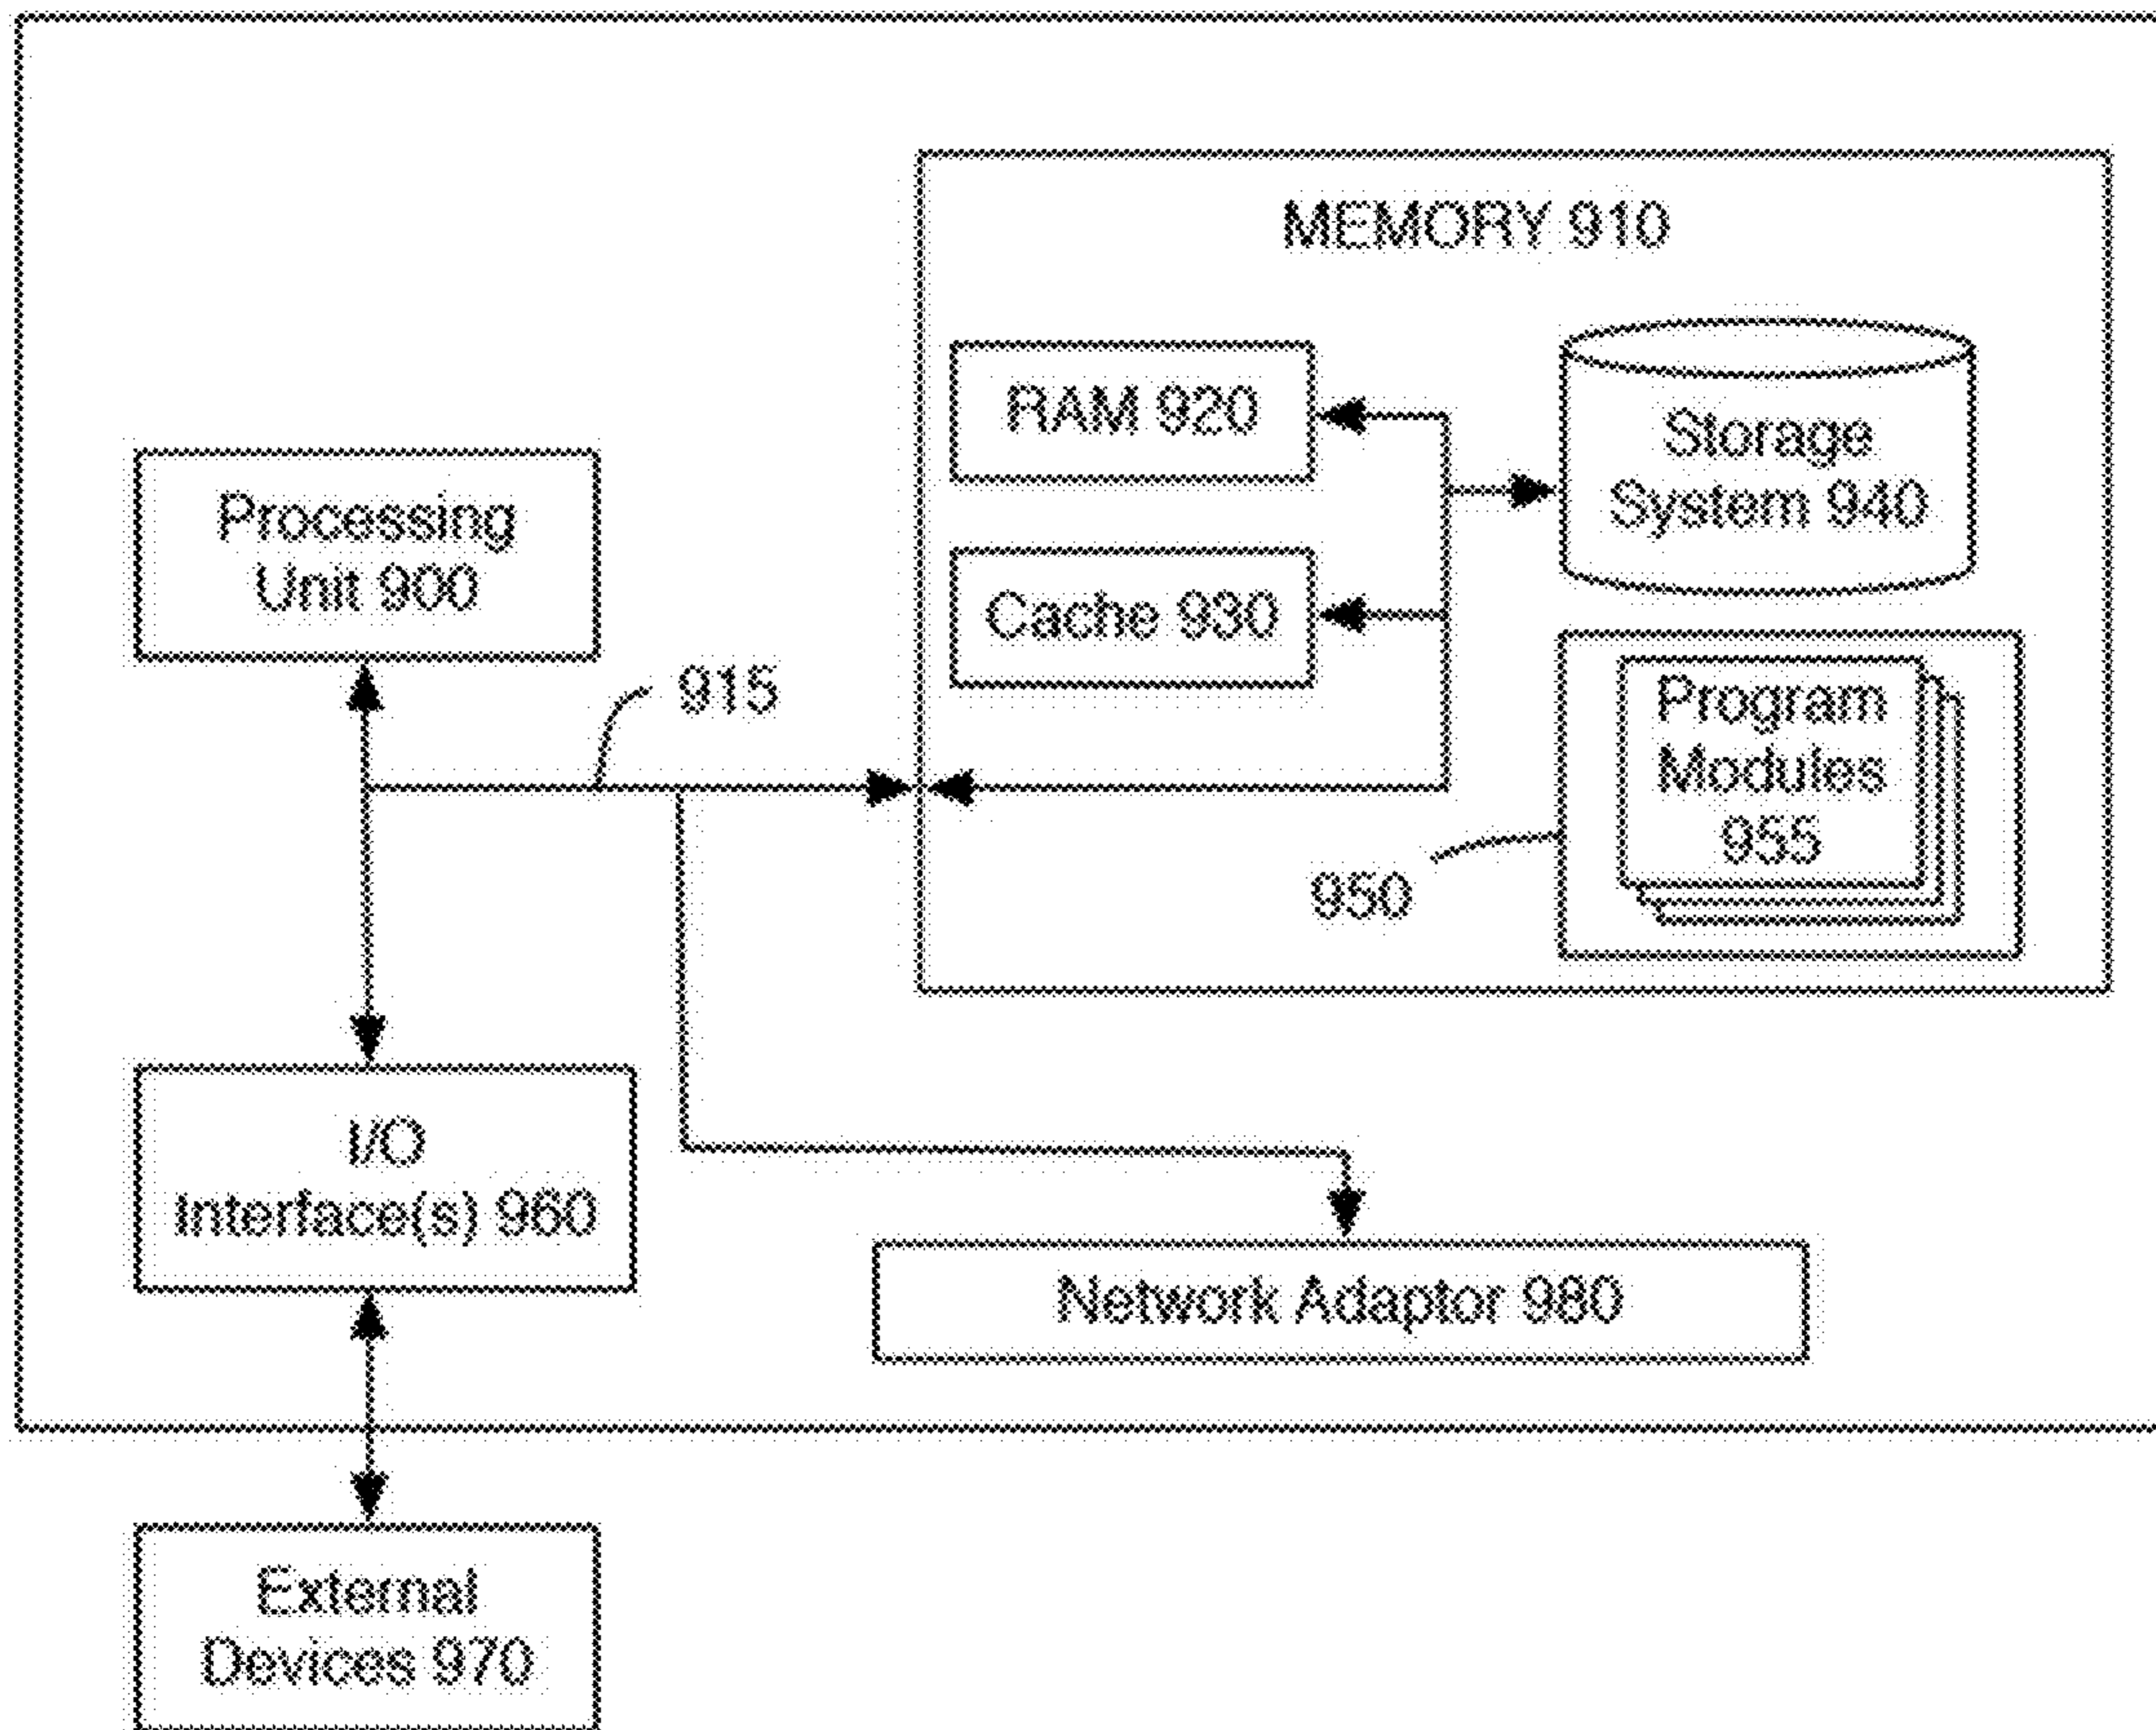 MEMORY 910
RAM 920
Storage
System 940
Processing
Unit 900
Cache 930
915
Program
Modules
955
950
I/O
Interface(s) 960
Network Adaptor 980
External
Devices 970